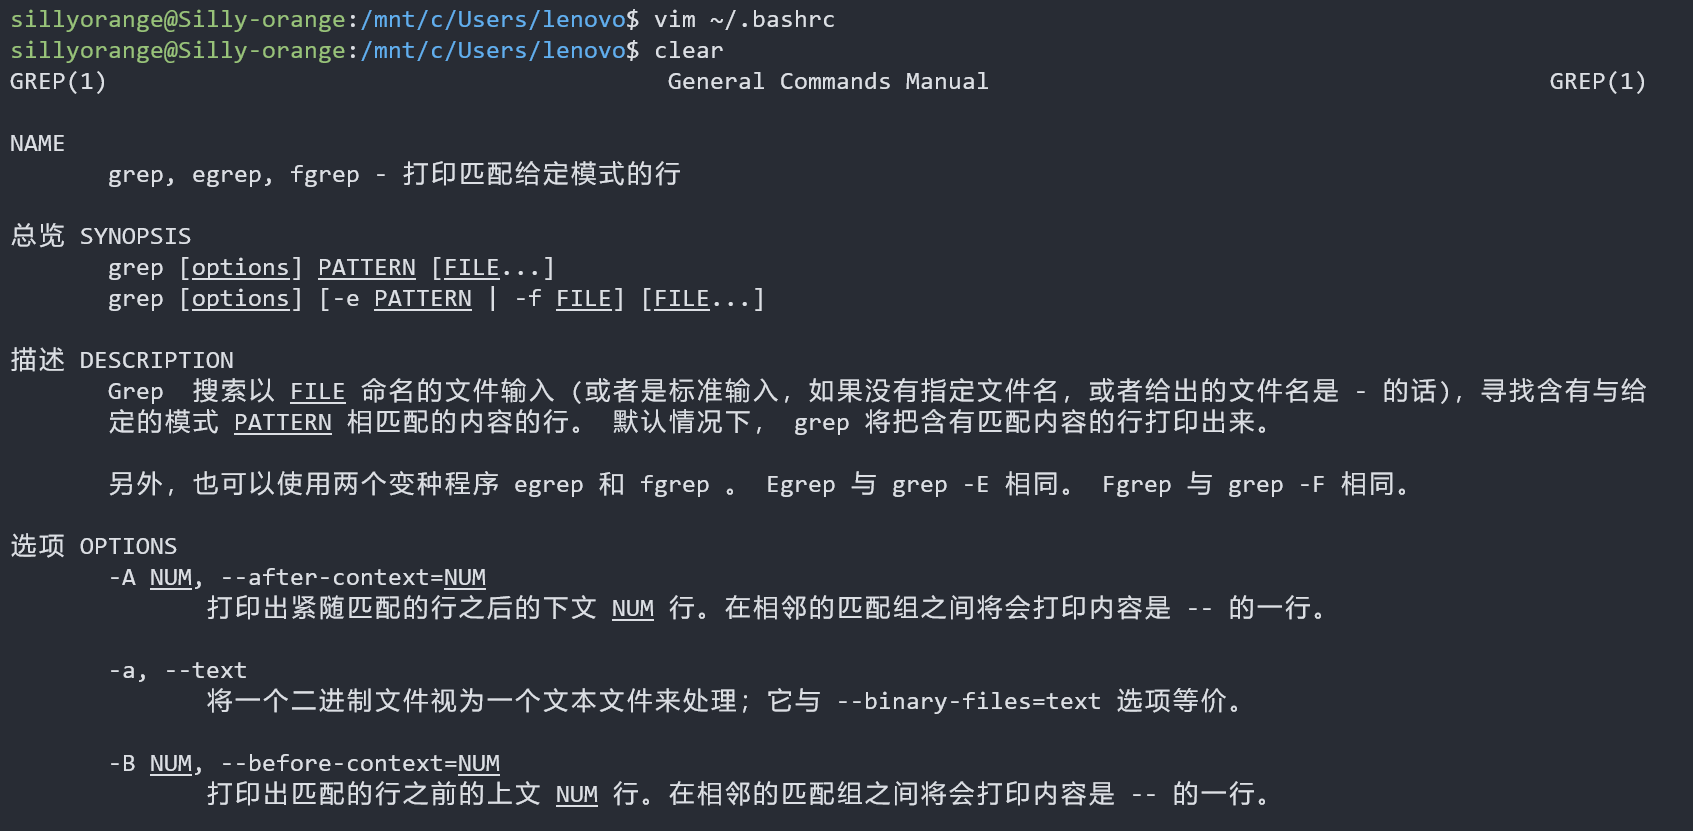 sillyorange@Silly-orange:/mnt/c/Users/lenovo$ vim ~/.bashrc
sillyorange@Silly-orange:/mnt/c/Users/lenovo$ clear
GREP(1) General Commands Manual GREP(1)
NAME
grep, egrep, fgrep - 打印匹配给定模式的行
总览 SYNOPSIS
grep [options] PATTERN [FILE...]
grep [options] [-e PATTERN | -f FILE] [FILE...]
描述 DESCRIPTION
Grep 搜索以 FILE 命名的文件输入 (或者是标准输入，如果没有指定文件名，或者给出的文件名是 - 的话)，寻找含有与给
定的模式 PATTERN 相匹配的内容的行。 默认情况下， grep 将把含有匹配内容的行打印出来。
另外，也可以使用两个变种程序 egrep 和 fgrep 。 Egrep 与 grep -E 相同。 Fgrep 与 grep -F 相同。
选项 OPTIONS
-A NUM, --after-context=NUM
打印出紧随匹配的行之后的下文 NUM 行。在相邻的匹配组之间将会打印内容是 -- 的一行。
-a, --text
将一个二进制文件视为一个文本文件来处理；它与 --binary-files=text 选项等价。
-B NUM, --before-context=NUM
打印出匹配的行之前的上文 NUM 行。在相邻的匹配组之间将会打印内容是 -- 的一行。